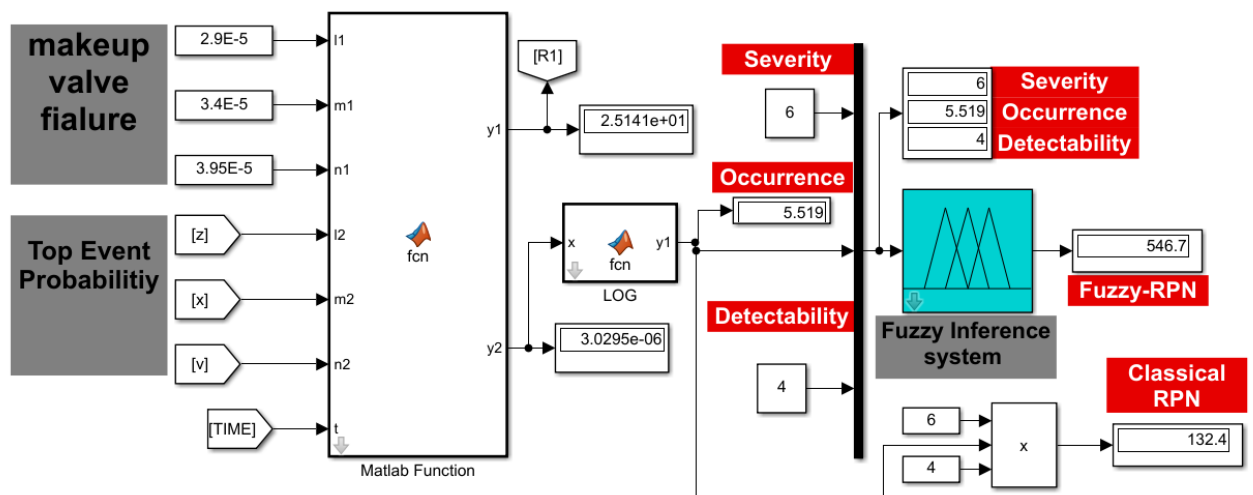 makeup
valve
fialure
2.9E-5
3.4E-5
3.95E-5
l1
m1
n1
Top Event
Probabilitiy
[z]
[x]
[v]
[TIME]
l2
m2
n2
t
fcn
y1
y2
Matlab Function
[R1]
2.5141e+01
x
y1
fcn
LOG
3.0295e-06
Severity
6
Occurrence
5.519
Detectability
4
6
5.519
4
Severity
Occurrence
Detectability
Fuzzy Inference
system
546.7
Fuzzy-RPN
Classical
RPN
6
4
x
132.4